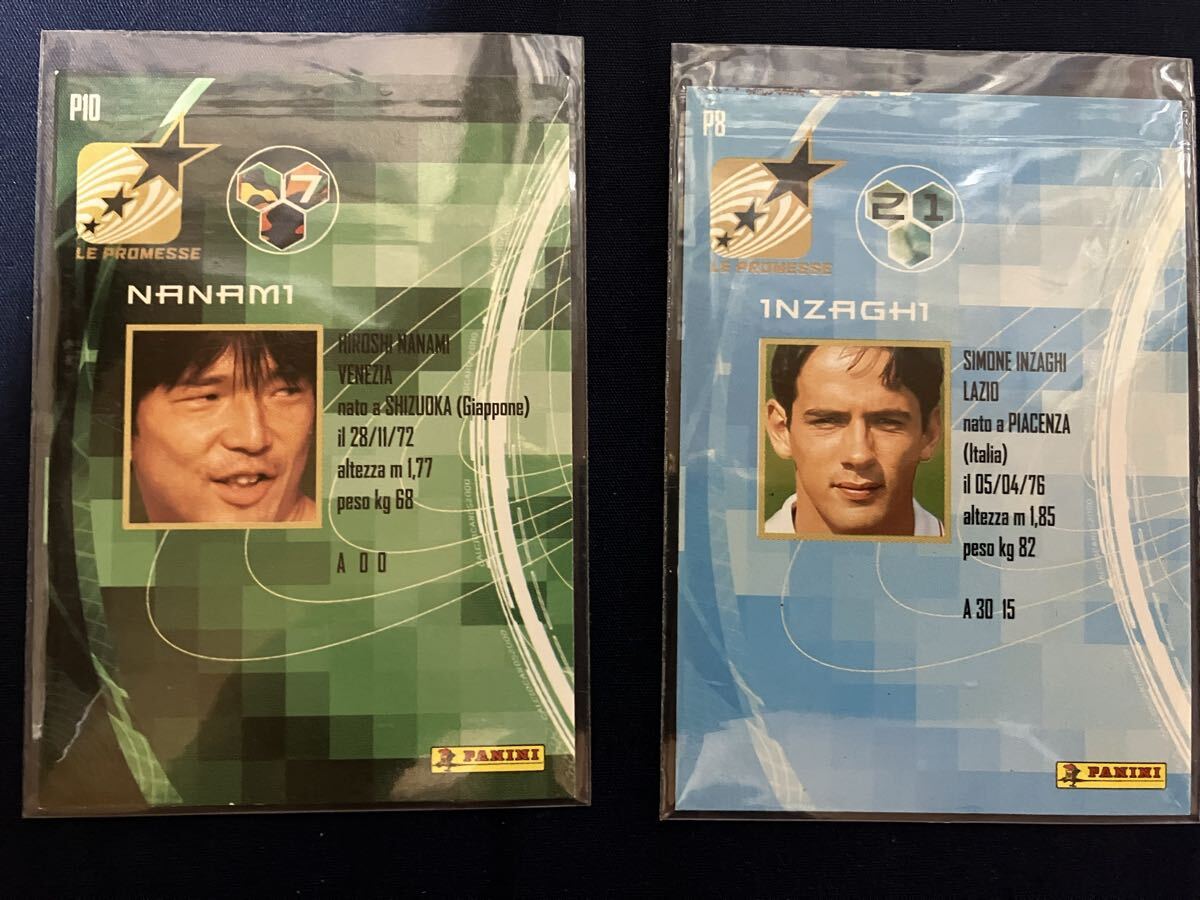 P10
7
LE PROMESSE
NANAMI
HIROSHI NANAMI
VENEZIA
nato a SHIZUOKA (Giappone)
il 28/11/72
altezza m 1,77
peso kg 68
A 0 0
CALCIOCARDS2000
PANINI
P8
21
LE PROMESSE
INZAGHI
SIMONE INZAGHI
LAZIO
nato a PIACENZA
(Italia)
il 05/04/76
altezza m 1,85
peso kg 82
A 30 15
PANINI